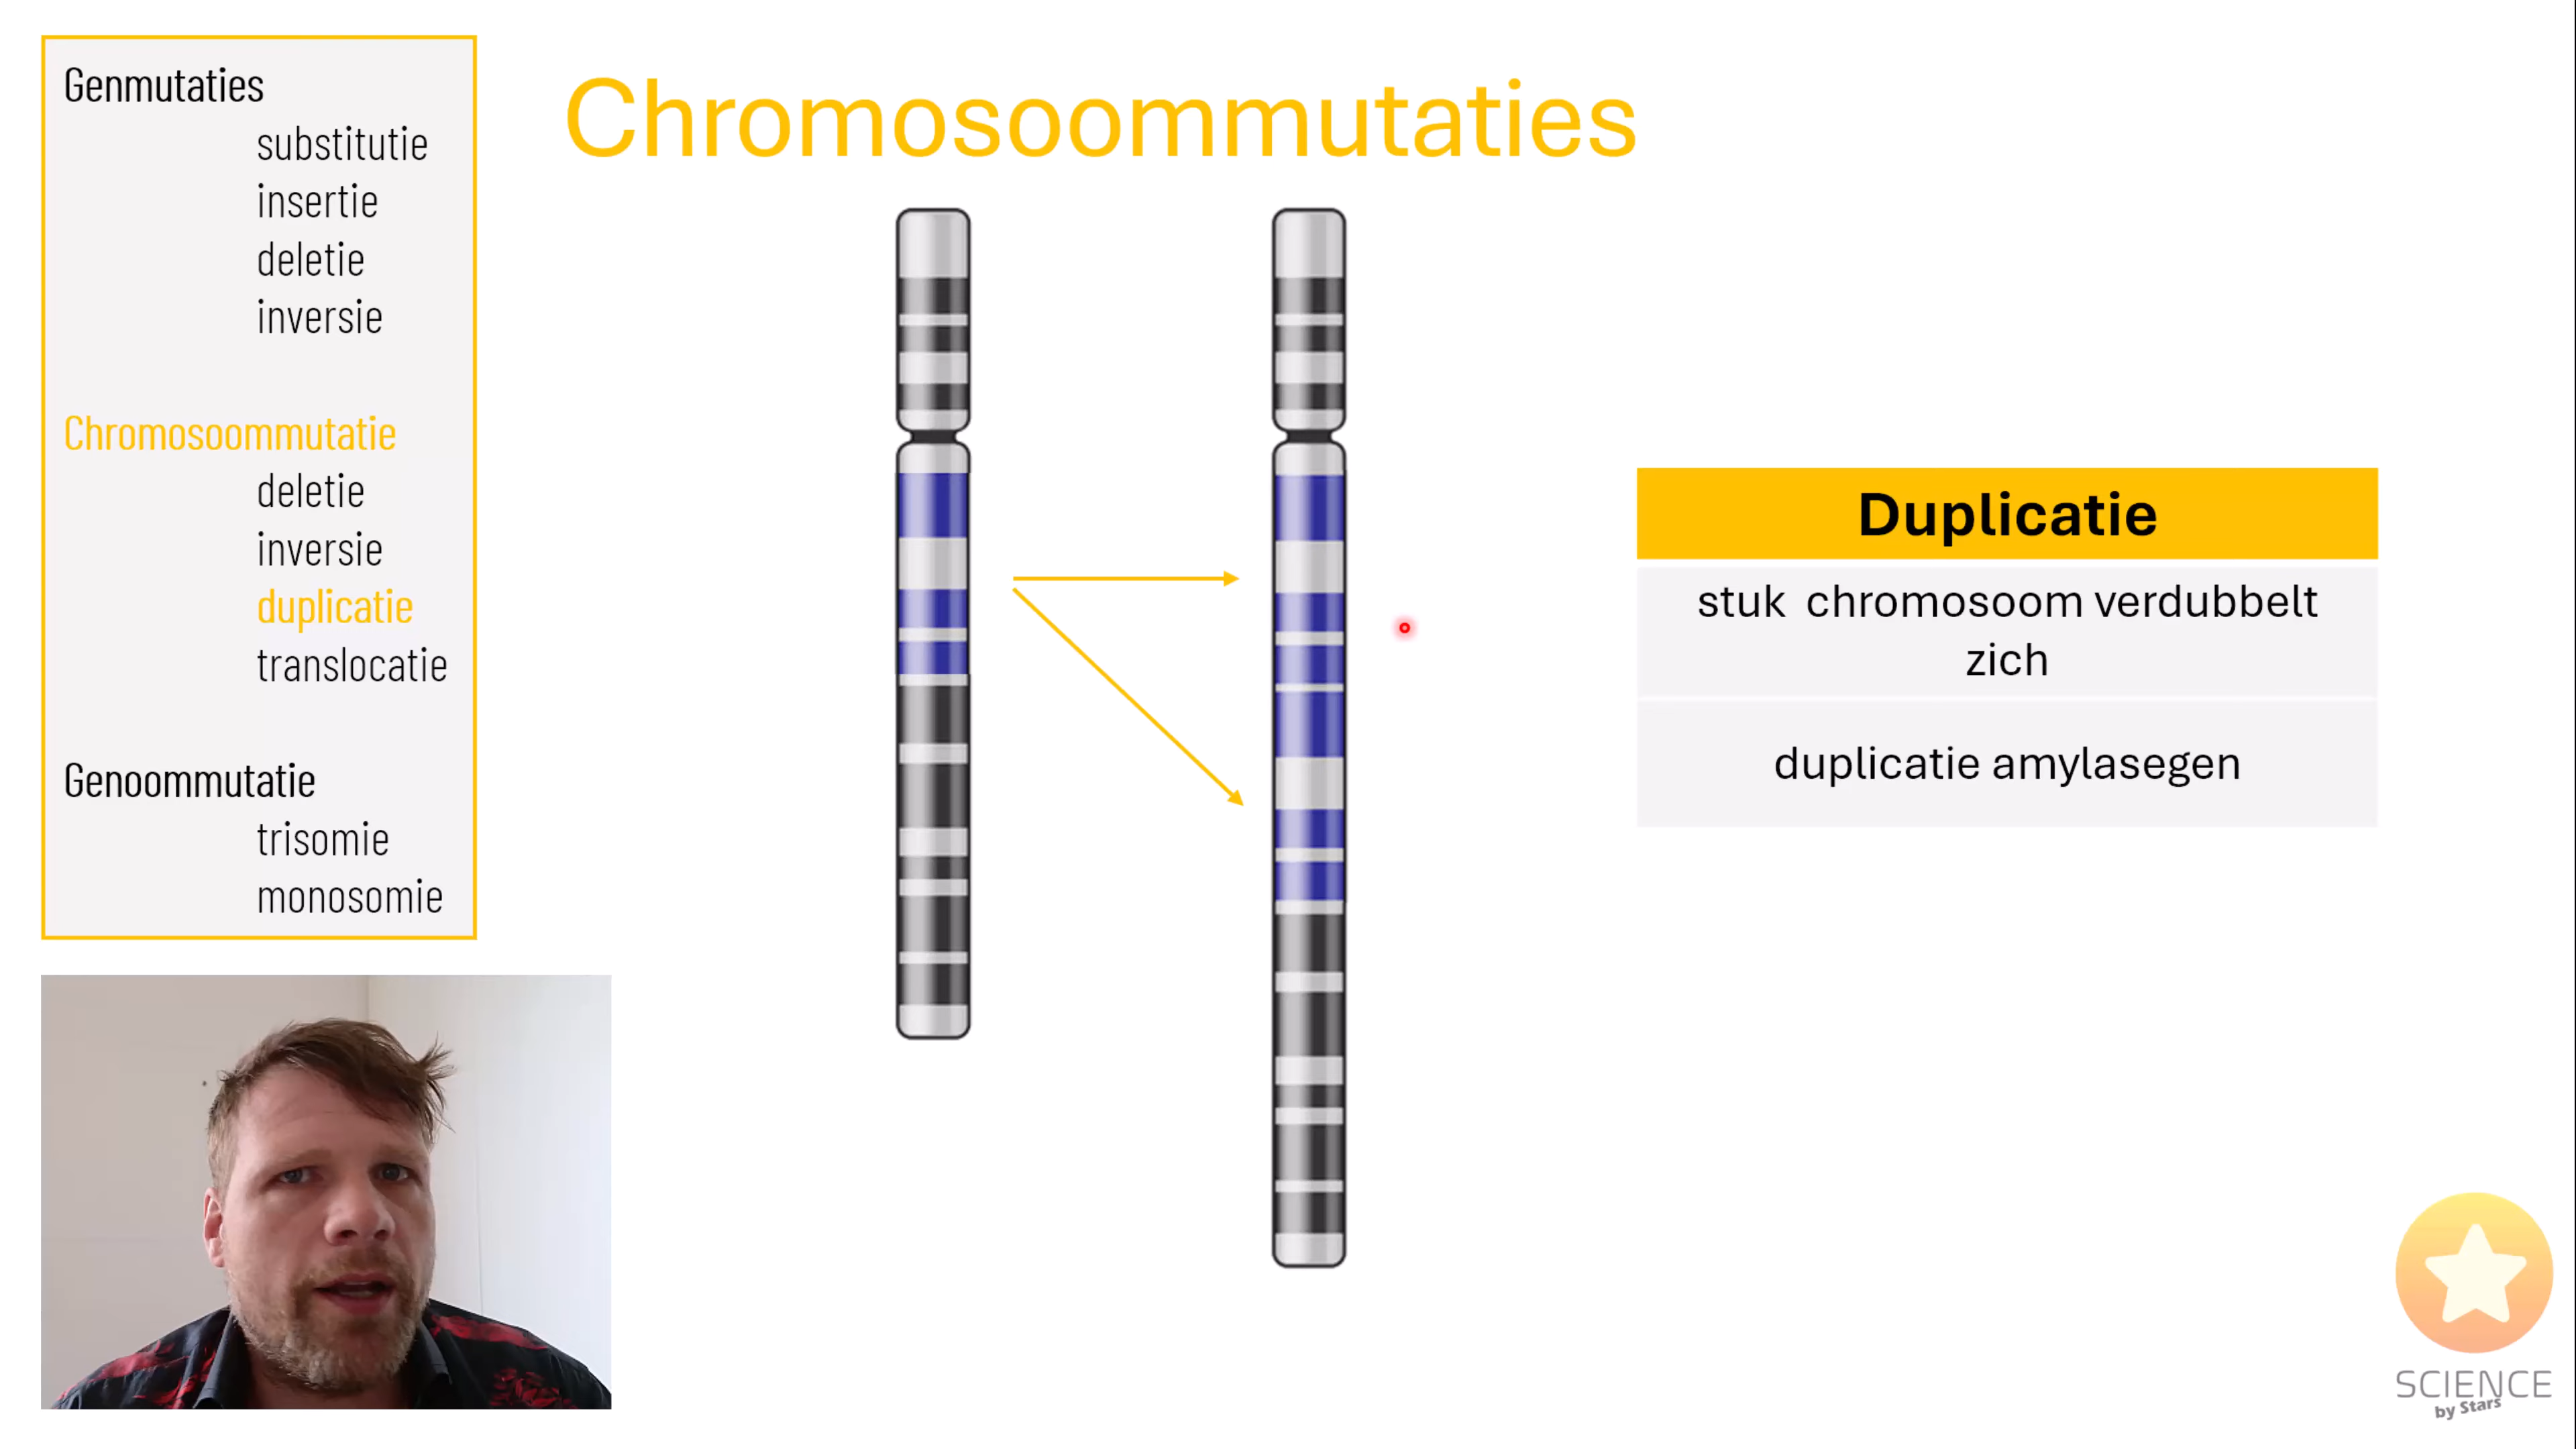 Genmutaties
substitutie
insertie
deletie
inversie
Chromosoommutatie
deletie
inversie
duplicatie
translocatie
Genoommutatie
trisomie
monosomie
Chromosoommutaties
Duplicatie
stuk chromosoom verdubbelt
zich
duplicatie amylasegen
SCIENCE
by Stars